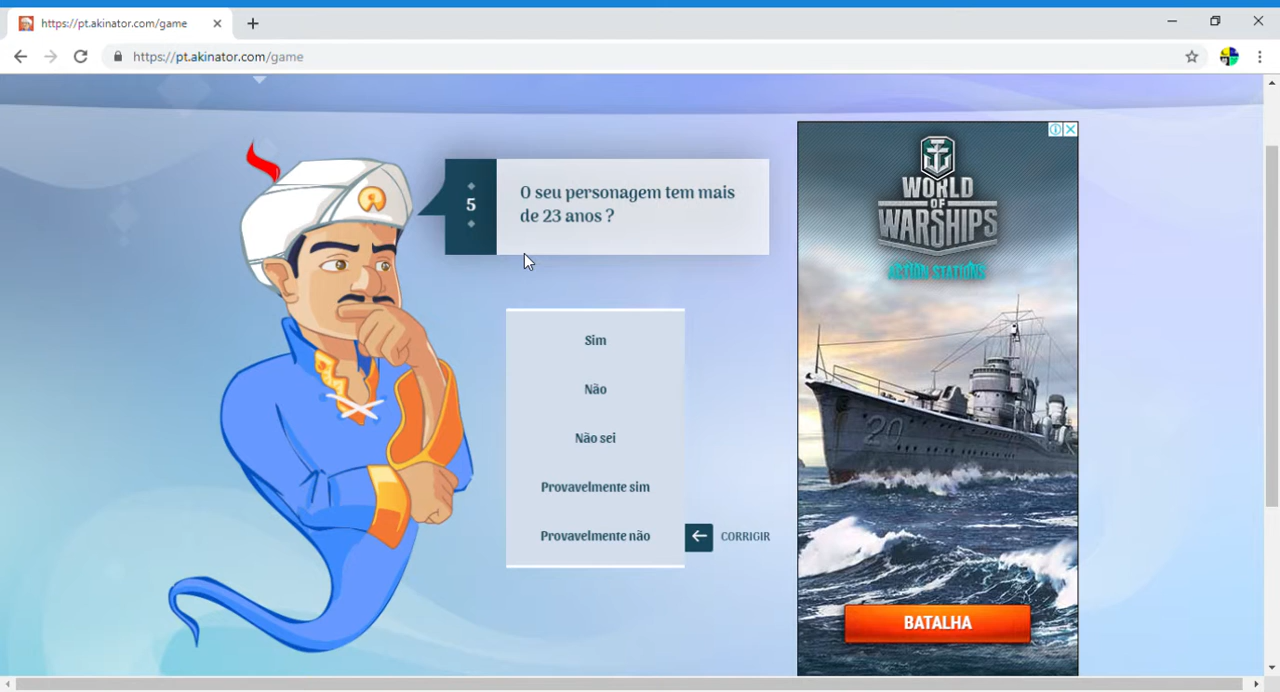 https://pt.akinator.com/game
https://pt.akinator.com/game
5
O seu personagem tem mais
de 23 anos ?
Sim
Não
Não sei
Provavelmente sim
Provavelmente não
CORRIGIR
WORLD
OF
WARSHIPS
ACTION STATIONS
20
BATALHA